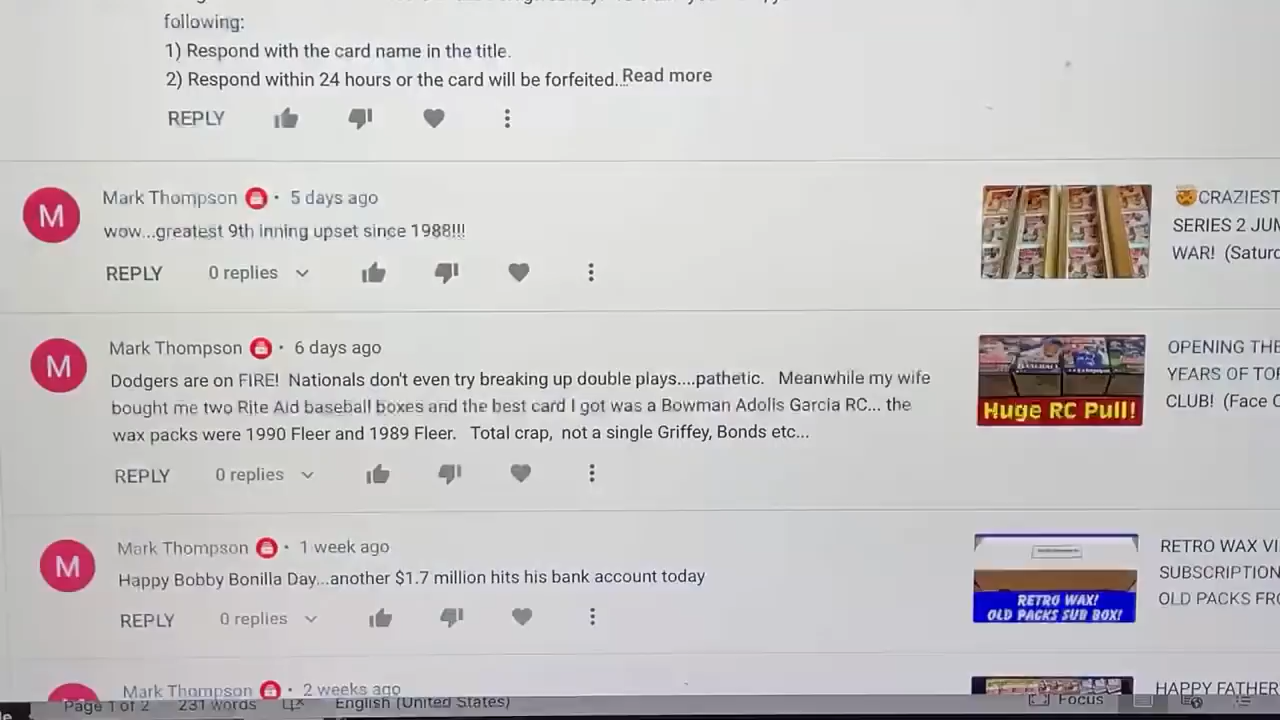 following:
1) Respond with the card name in the title.
2) Respond within 24 hours or the card will be forfeited...Read more
REPLY
M
Mark Thompson • 5 days ago
wow...greatest 9th inning upset since 1988!!!
REPLY 0 replies
CRAZIEST
SERIES 2 JUM
WAR! (Saturd
M
Mark Thompson • 6 days ago
Dodgers are on FIRE! Nationals don't even try breaking up double plays....pathetic. Meanwhile my wife
bought me two Rite Aid baseball boxes and the best card I got was a Bowman Adolis Garcia RC... the
wax packs were 1990 Fleer and 1989 Fleer. Total crap, not a single Griffey, Bonds etc...
REPLY 0 replies
Huge RC Pull!
OPENING THE
YEARS OF TOP
CLUB! (Face C
M
Mark Thompson • 1 week ago
Happy Bobby Bonilla Day...another $1.7 million hits his bank account today
REPLY 0 replies
RETRO WAX!
OLD PACKS SUB BOX!
RETRO WAX VI
SUBSCRIPTION
OLD PACKS FRO
Mark Thompson • 2 weeks ago
HAPPY FATHER
Page 1 of 2 231 words English (United States) Focus